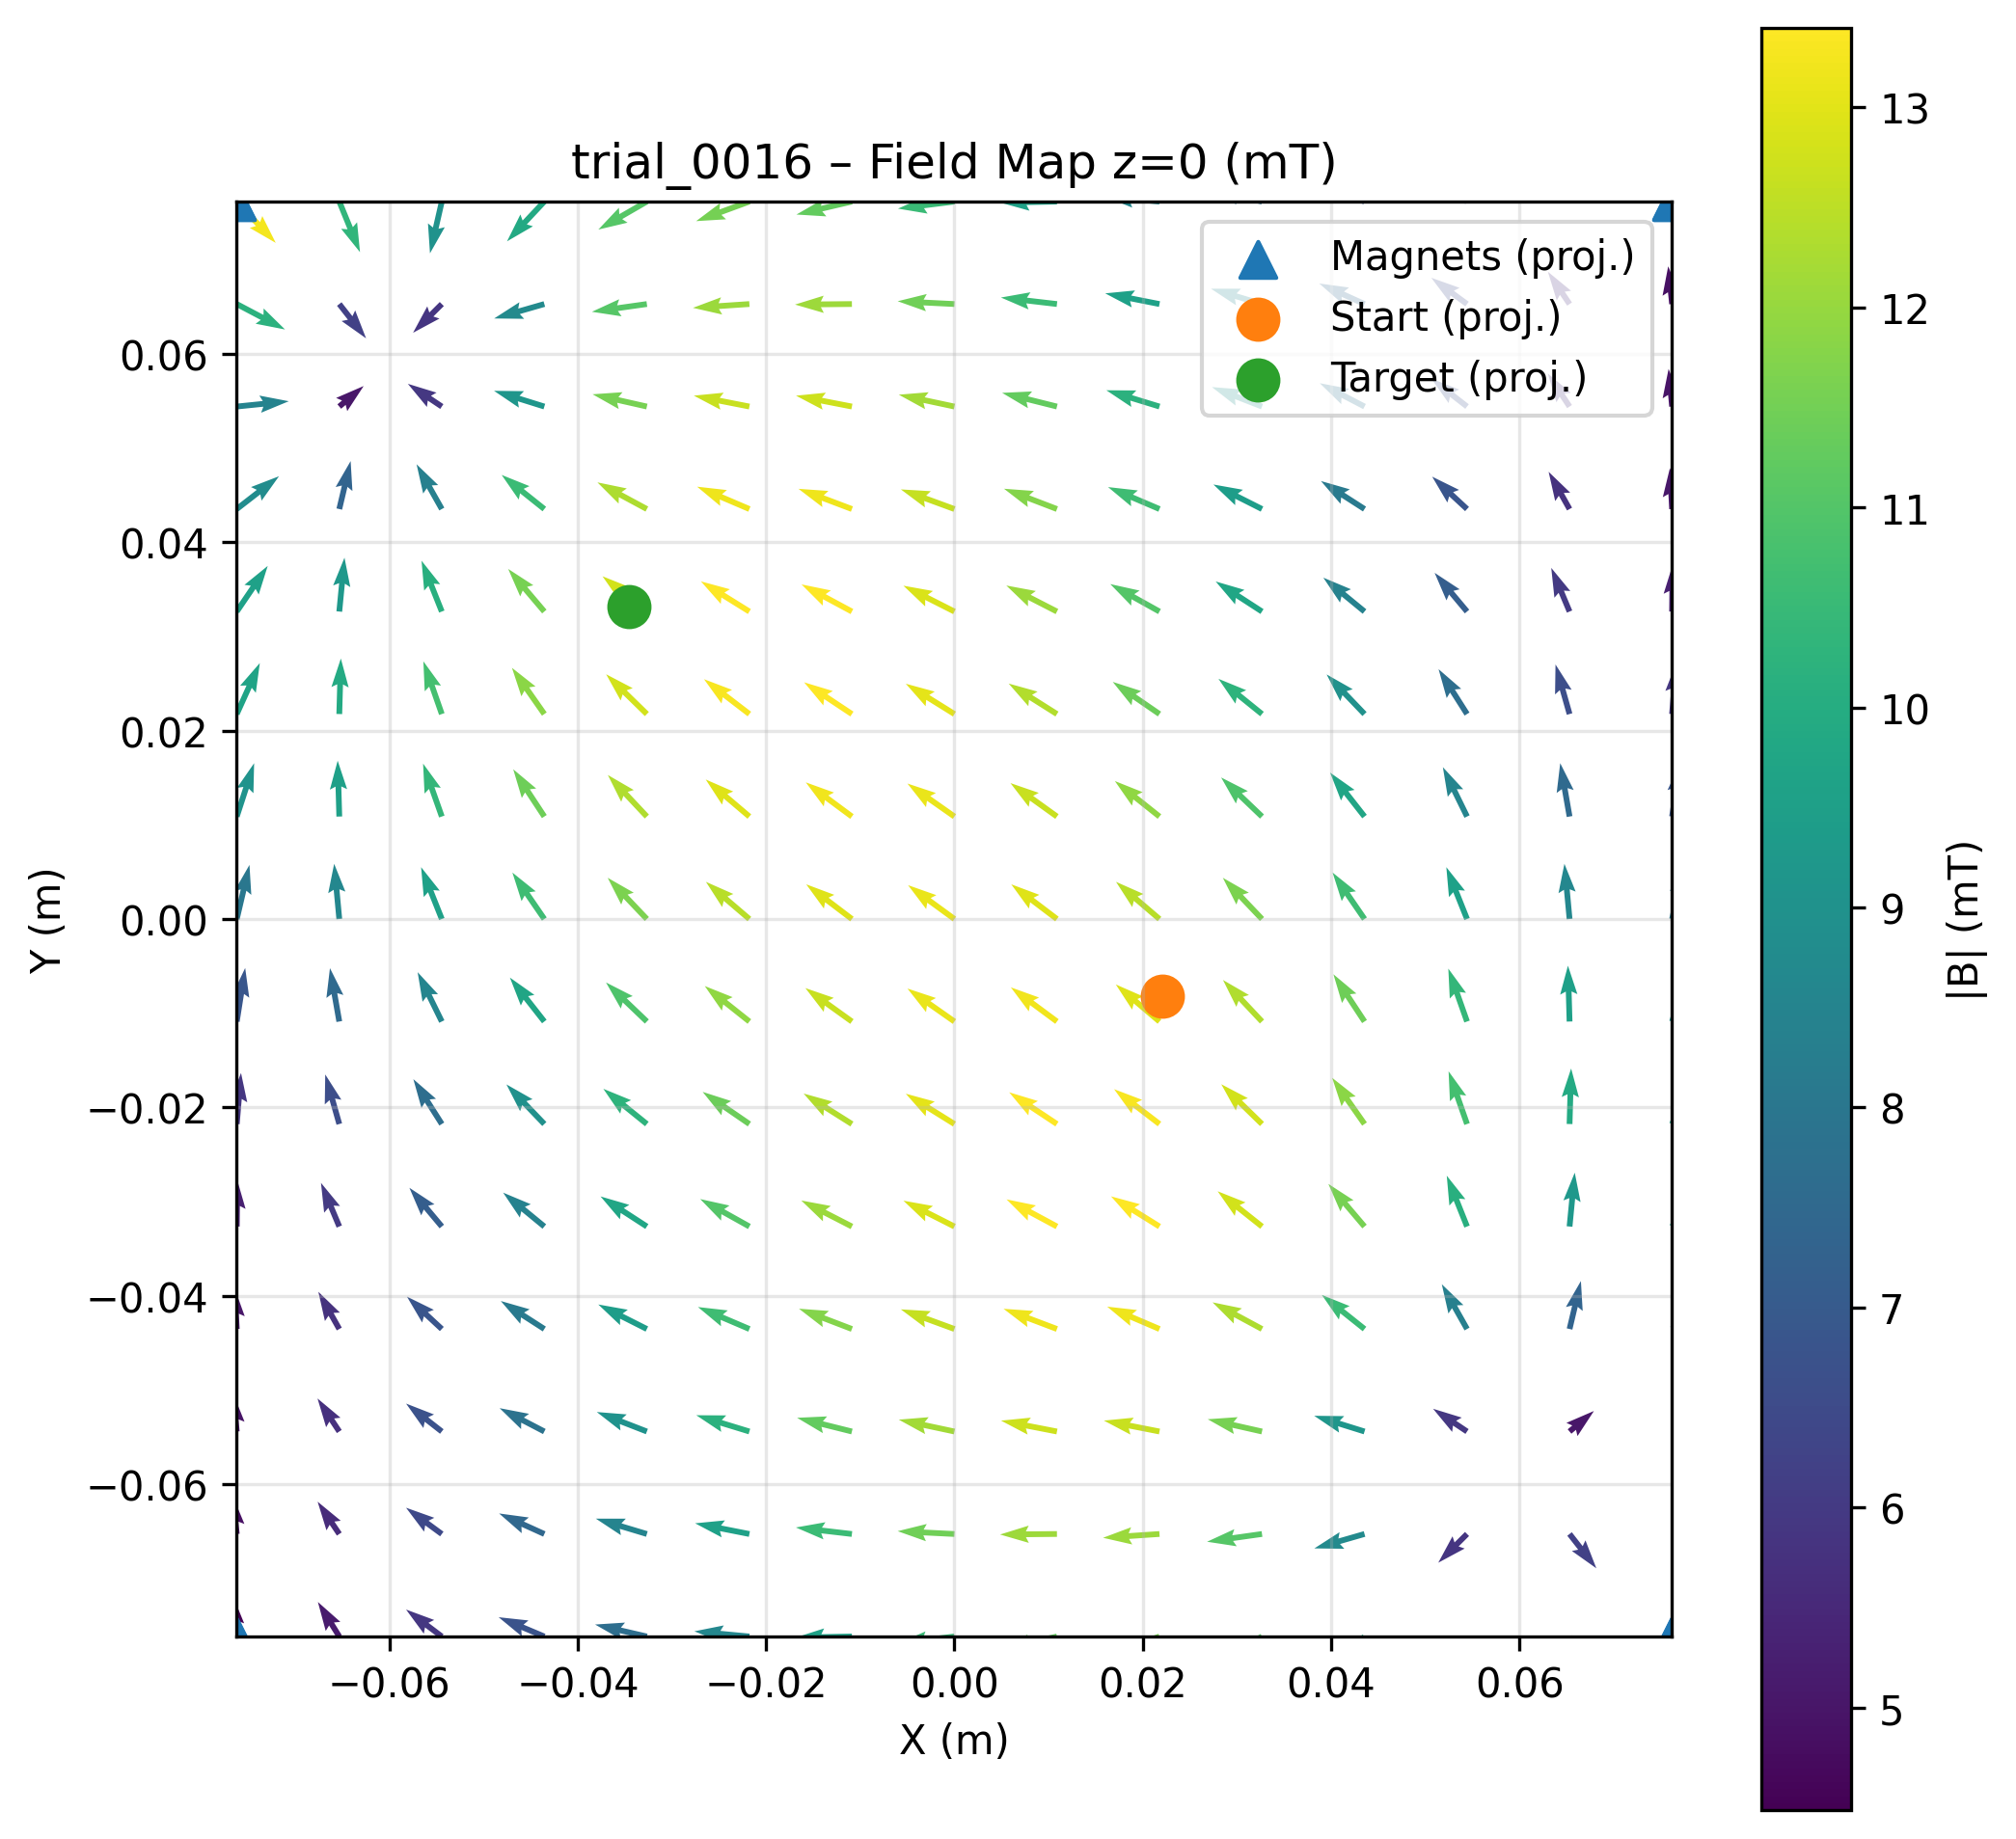 trial_0016 – Field Map z=0 (mT)
Magnets (proj.)
Start (proj.)
Target (proj.)
Y (m)
0.06
0.04
0.02
0.00
−0.02
−0.04
−0.06
−0.06 −0.04 −0.02 0.00 0.02 0.04 0.06
X (m)
13
12
11
10
9
8
7
6
5
|B| (mT)